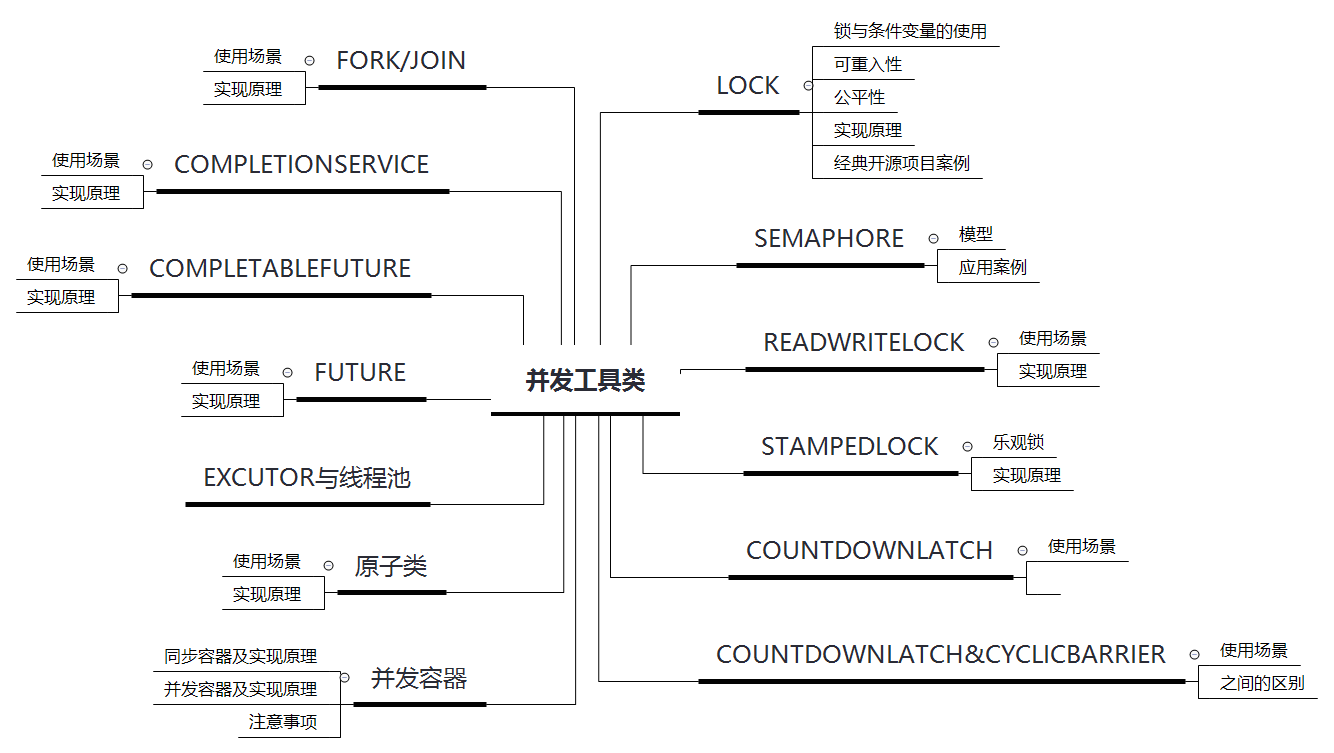 并发工具类
FORK/JOIN
使用场景
实现原理
COMPLETIONSERVICE
使用场景
实现原理
COMPLETABLEFUTURE
使用场景
实现原理
FUTURE
使用场景
实现原理
EXCUTOR与线程池
原子类
使用场景
实现原理
并发容器
同步容器及实现原理
并发容器及实现原理
注意事项
LOCK
锁与条件变量的使用
可重入性
公平性
实现原理
经典开源项目案例
SEMAPHORE
模型
应用案例
READWRITELOCK
使用场景
实现原理
STAMPEDLOCK
乐观锁
实现原理
COUNTDOWNLATCH
使用场景
COUNTDOWNLATCH&CYCLICBARRIER
使用场景
之间的区别